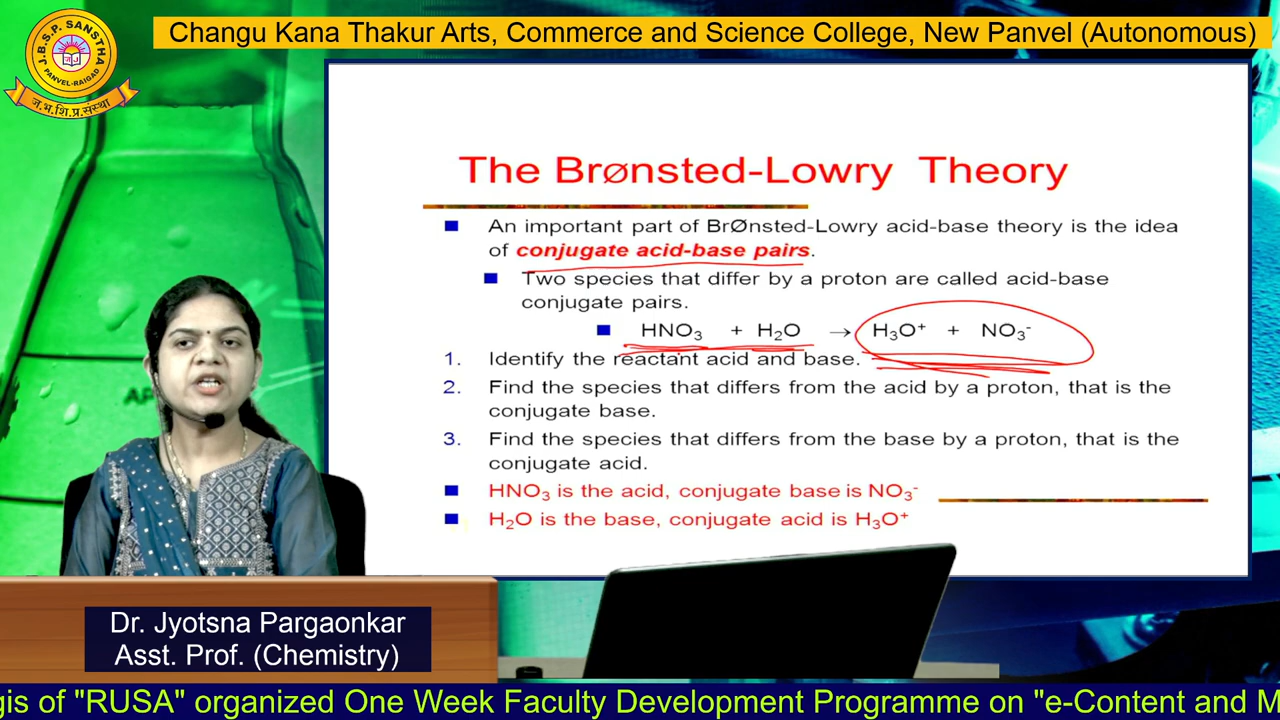 J.B.S.P. SANSTHA
PANVEL-RAIGAD
ज.भ.शि.प्र.संस्था
Changu Kana Thakur Arts, Commerce and Science College, New Panvel (Autonomous)
The Brønsted-Lowry Theory
■ An important part of BrØnsted-Lowry acid-base theory is the idea
of conjugate acid-base pairs.
■ Two species that differ by a proton are called acid-base
conjugate pairs.
■ HNO₃ + H₂O → H₃O⁺ + NO₃⁻
1. Identify the reactant acid and base.
2. Find the species that differs from the acid by a proton, that is the
conjugate base.
3. Find the species that differs from the base by a proton, that is the
conjugate acid.
■ HNO₃ is the acid, conjugate base is NO₃⁻
■ H₂O is the base, conjugate acid is H₃O⁺
Dr. Jyotsna Pargaonkar
Asst. Prof. (Chemistry)
gis of "RUSA" organized One Week Faculty Development Programme on "e-Content and M